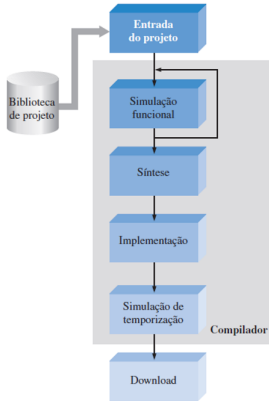 Entrada
do projeto
Biblioteca
de projeto
Simulação
funcional
Síntese
Implementação
Simulação de
temporização
Compilador
Download